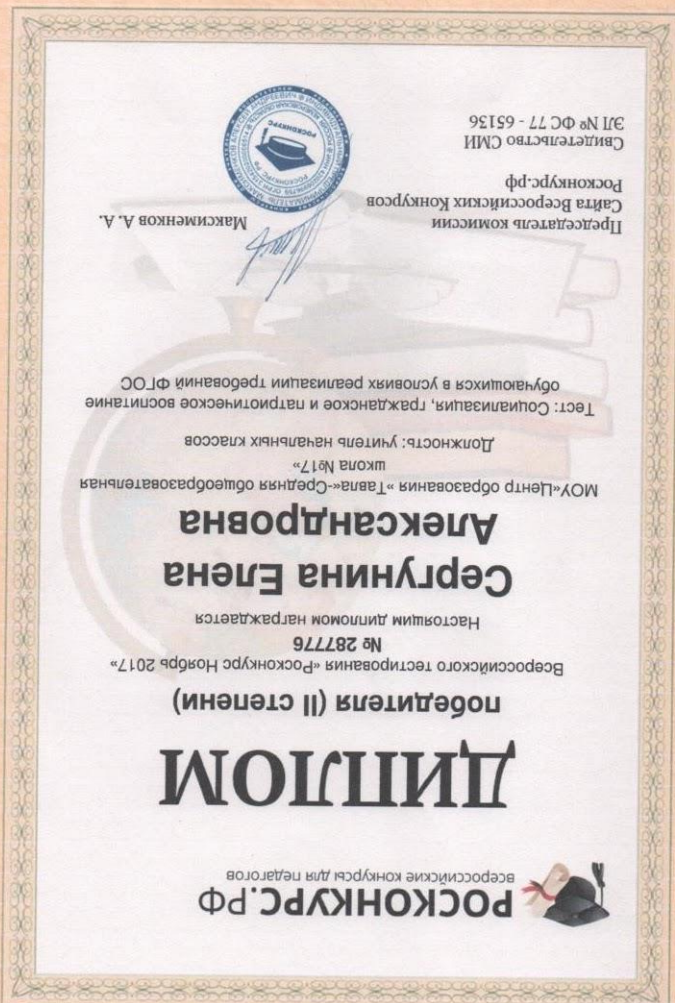 РОСКОНКУРС.РФ
всероссийские конкурсы для педагогов
ДИПЛОМ
победителя (II степени)
Всероссийского тестирования «Росконкурс Ноябрь 2017»
№ 287776
Настоящим дипломом награждается
Сергунина Елена
Александровна
МОУ«Центр образования »Тавла«-Средняя общеобразовательная
школа №17»
Должность: учитель начальных классов
Тест: Социализация, гражданское и патриотическое воспитание
обучающихся в условиях реализации требований ФГОС
Председатель комиссии
Сайта Всероссийских Конкурсов
Росконкурс.рф
Максименков А. А.
Свидетельство СМИ
ЭЛ № ФС 77 - 65136
РОСКОНКУРС